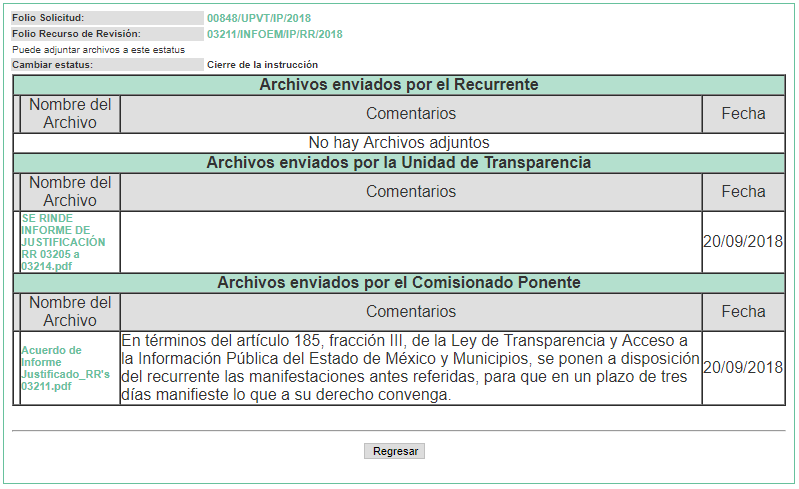 Folio Solicitud: 00848/UPVT/IP/2018
Folio Recurso de Revisión: 03211/INFOEM/IP/RR/2018
Puede adjuntar archivos a este estatus
Cambiar estatus: Cierre de la instrucción
Archivos enviados por el Recurrente
Nombre del
Archivo
Comentarios
Fecha
No hay Archivos adjuntos
Archivos enviados por la Unidad de Transparencia
Nombre del
Archivo
Comentarios
Fecha
SE RINDE
INFORME DE
JUSTIFICACIÓN
RR 03205 a
03214.pdf
20/09/2018
Archivos enviados por el Comisionado Ponente
Nombre del
Archivo
Comentarios
Fecha
Acuerdo de
Informe
Justificado_RR's
03211.pdf
En términos del artículo 185, fracción III, de la Ley de Transparencia y Acceso a
la Información Pública del Estado de México y Municipios, se ponen a disposición
del recurrente las manifestaciones antes referidas, para que en un plazo de tres
días manifieste lo que a su derecho convenga.
20/09/2018
Regresar